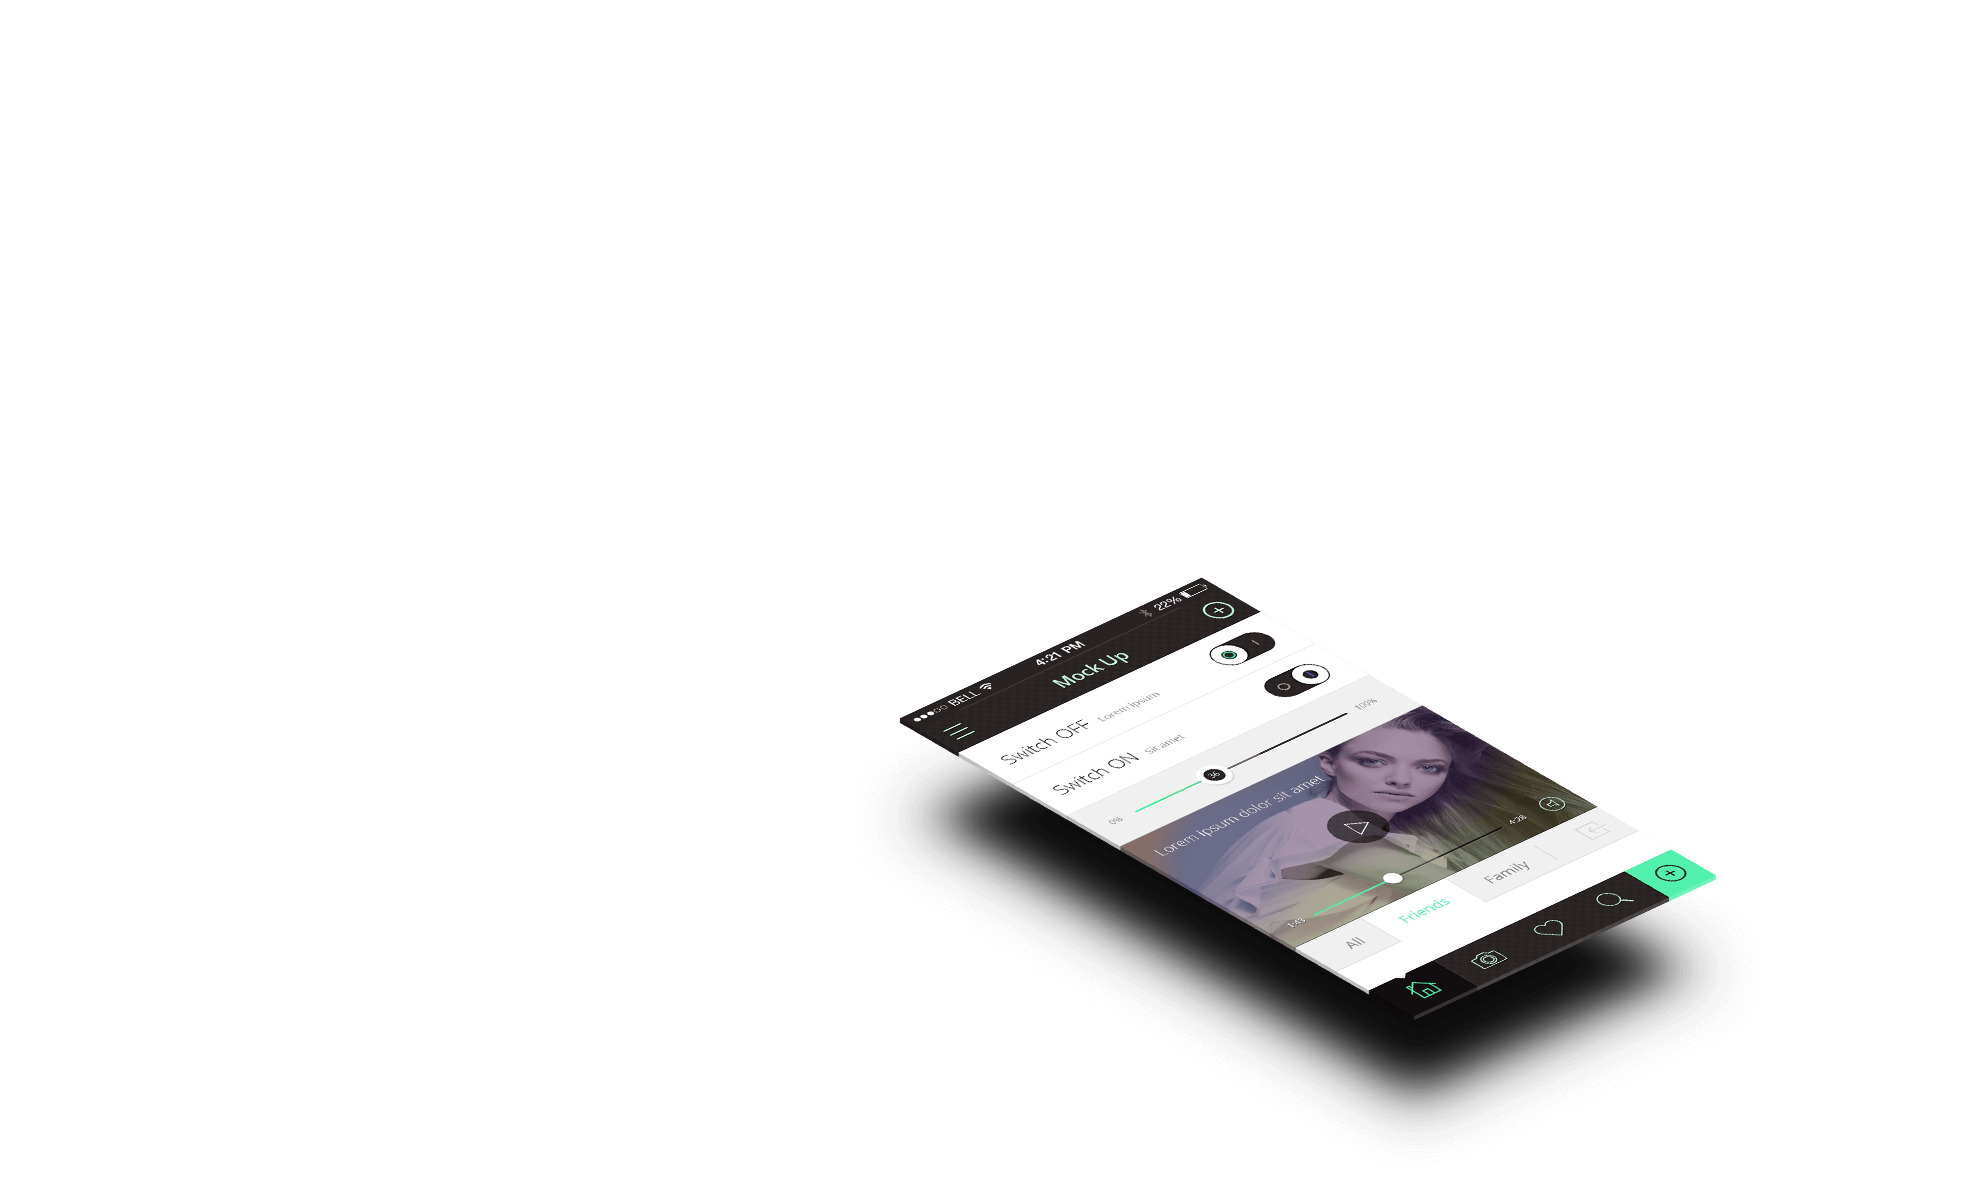 BELL 4:21 PM 22%
Mock Up
Switch OFF Lorem ipsum
Switch ON Sit amet
0% 36 100%
Lorem ipsum dolor sit amet
1:43 4:28
All Friends Family